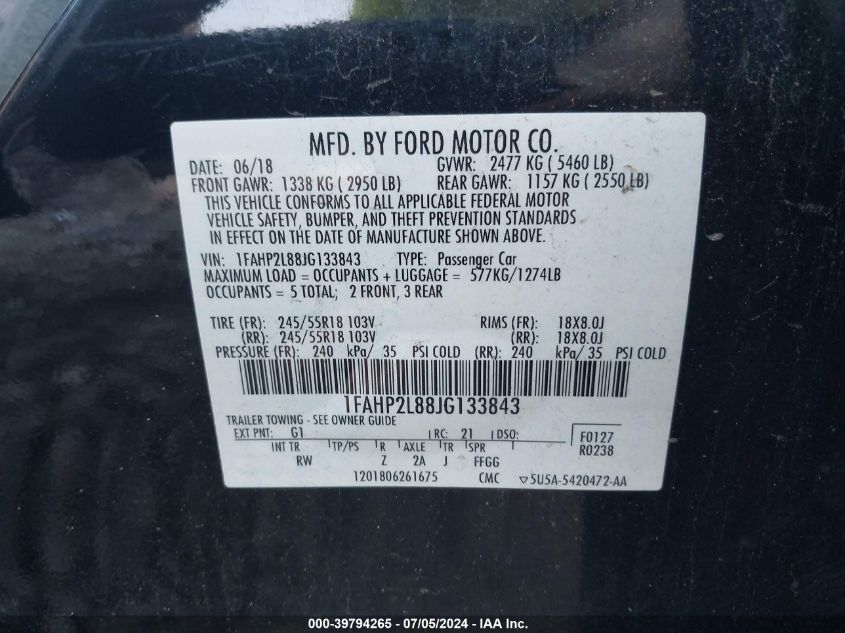 MFD. BY FORD MOTOR CO.
DATE: 06/18 GVWR: 2477 KG ( 5460 LB)
FRONT GAWR: 1338 KG ( 2950 LB) REAR GAWR: 1157 KG ( 2550 LB)
THIS VEHICLE CONFORMS TO ALL APPLICABLE FEDERAL MOTOR
VEHICLE SAFETY, BUMPER, AND THEFT PREVENTION STANDARDS
IN EFFECT ON THE DATE OF MANUFACTURE SHOWN ABOVE.
VIN: 1FAHP2L88JG133843 TYPE: Passenger Car
MAXIMUM LOAD = OCCUPANTS + LUGGAGE = 577KG/1274LB
OCCUPANTS = 5 TOTAL; 2 FRONT, 3 REAR
TIRE (FR): 245/55R18 103V RIMS (FR): 18X8.0J
(RR): 245/55R18 103V (RR): 18X8.0J
PRESSURE (FR): 240 kPa/ 35 PSI COLD (RR): 240 kPa/ 35 PSI COLD
1FAHP2L88JG133843
TRAILER TOWING - SEE OWNER GUIDE
EXT PNT: G1 RC: 21 DSO: F0127
INT TR TP/PS R AXLE TR SPR R0238
RW Z 2A J FFGG
1201806261675 CMC ▽5U5A-5420472-AA
000-39794265 - 07/05/2024 - IAA Inc.